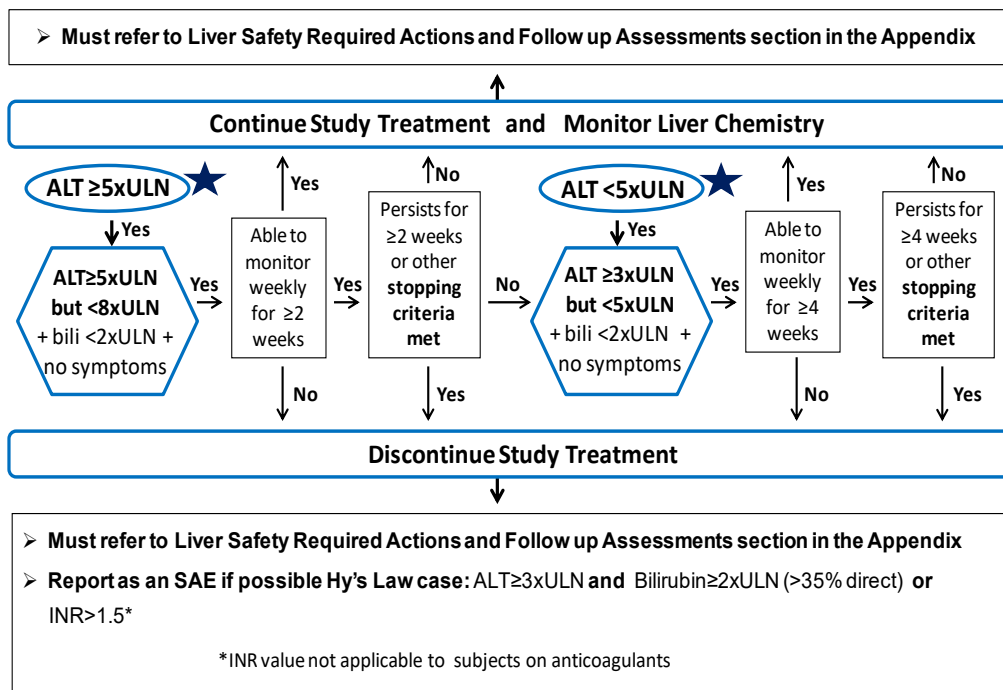 ➢ Must refer to Liver Safety Required Actions and Follow up Assessments section in the Appendix
Continue Study Treatment and Monitor Liver Chemistry
ALT ≥5xULN
Yes
ALT≥5xULN
but <8xULN
+ bili <2xULN +
no symptoms
Yes
Yes
Able to
monitor
weekly
for ≥2
weeks
No
Yes
No
Persists for
≥2 weeks
or other
stopping
criteria
met
Yes
No
ALT <5xULN
Yes
ALT ≥3xULN
but <5xULN
+ bili <2xULN +
no symptoms
Yes
Yes
Able to
monitor
weekly
for ≥4
weeks
No
Yes
No
Persists for
≥4 weeks
or other
stopping
criteria
met
Yes
Discontinue Study Treatment
➢ Must refer to Liver Safety Required Actions and Follow up Assessments section in the Appendix
➢ Report as an SAE if possible Hy's Law case: ALT≥3xULN and Bilirubin≥2xULN (>35% direct) or
INR>1.5*
*INR value not applicable to subjects on anticoagulants